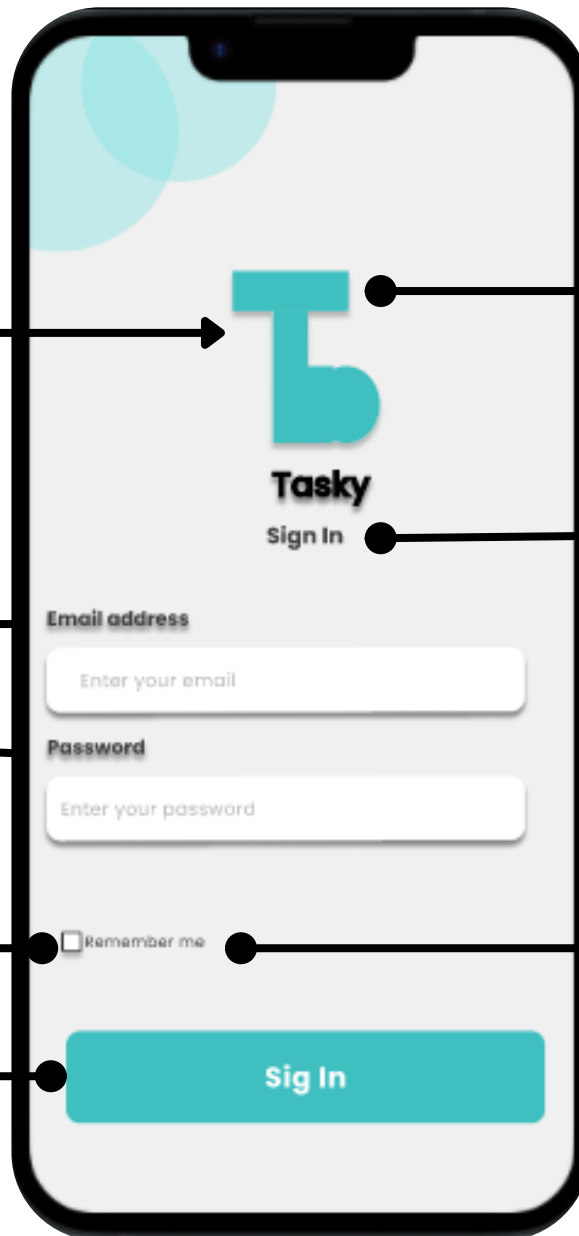 Tasky
Sign In
Email address
Enter your email
Password
Enter your password
Remember me
Sig In